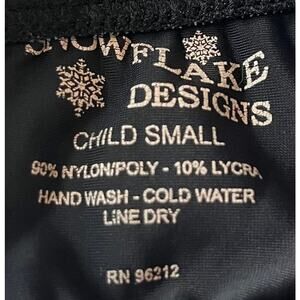 SNOWFLAKE
DESIGNS
CHILD SMALL
90% NYLON/POLY - 10% LYCRA
HAND WASH - COLD WATER
LINE DRY
RN 96212